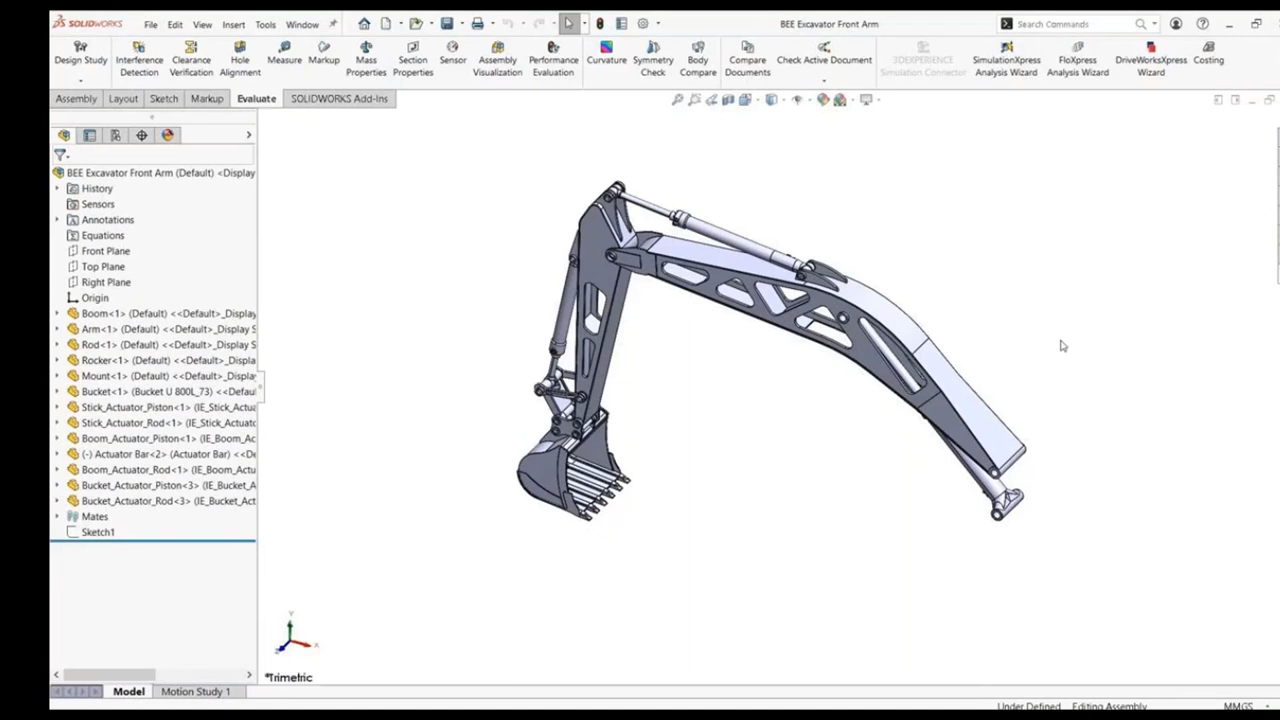 SOLIDWORKS File Edit View Insert Tools Window BEE Excavator Front Arm Search Commands
Design Study Interference Detection Clearance Verification Hole Alignment Measure Markup Mass Properties Section Properties Sensor Assembly Visualization Performance Evaluation Curvature Symmetry Check Body Compare Compare Documents Check Active Document 3DEXPERIENCE Simulation Connector SimulationXpress Analysis Wizard FloXpress Analysis Wizard DriveWorksXpress Wizard Costing
Assembly Layout Sketch Markup Evaluate SOLIDWORKS Add-Ins
BEE Excavator Front Arm (Default) <Display
History
Sensors
Annotations
Equations
Front Plane
Top Plane
Right Plane
Origin
Boom<1> (Default) <<Default>_Display
Arm<1> (Default) <<Default>_Display S
Rod<1> (Default) <<Default>_Display S
Rocker<1> (Default) <<Default>_Displa
Mount<1> (Default) <<Default>_Displa
Bucket<1> (Bucket U 800L_73) <<Defau
Stick_Actuator_Piston<1> (IE_Stick_Actua
Stick_Actuator_Rod<1> (IE_Stick_Actua
Boom_Actuator_Piston<1> (IE_Boom_Ac
(-) Actuator Bar<2> (Actuator Bar) <<De
Boom_Actuator_Rod<1> (IE_Boom_Actu
Bucket_Actuator_Piston<3> (IE_Bucket_A
Bucket_Actuator_Rod<3> (IE_Bucket_Act
Mates
Sketch1
Y
X
Z
*Trimetric
Model Motion Study 1
Under Defined Editing Assembly MMGS